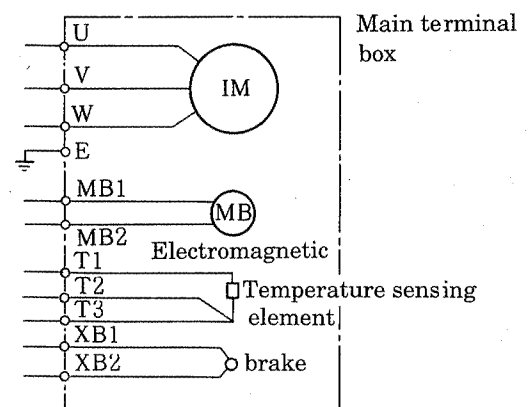 U
Main terminal
box
V
IM
W
E
MB1
MB
MB2
Electromagnetic
T1
T2
Temperature sensing
element
T3
XB1
XB2
brake